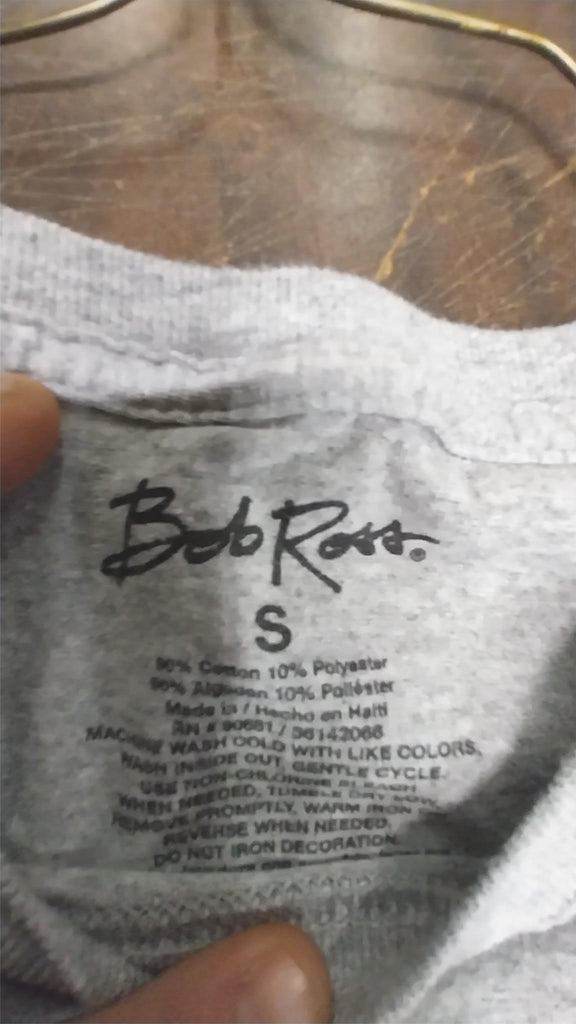 Bob Ross®
S
90% Cotton 10% Polyester
90% Algodon 10% Poliéster
Made in / Hecho en Haiti
RN # 90681 / 36142068
MACHINE WASH COLD WITH LIKE COLORS,
WASH INSIDE OUT, GENTLE CYCLE.
USE NON-CHLORINE BLEACH
WHEN NEEDED, TUMBLE DRY LOW,
REMOVE PROMPTLY, WARM IRON
REVERSE WHEN NEEDED.
DO NOT IRON DECORATION.